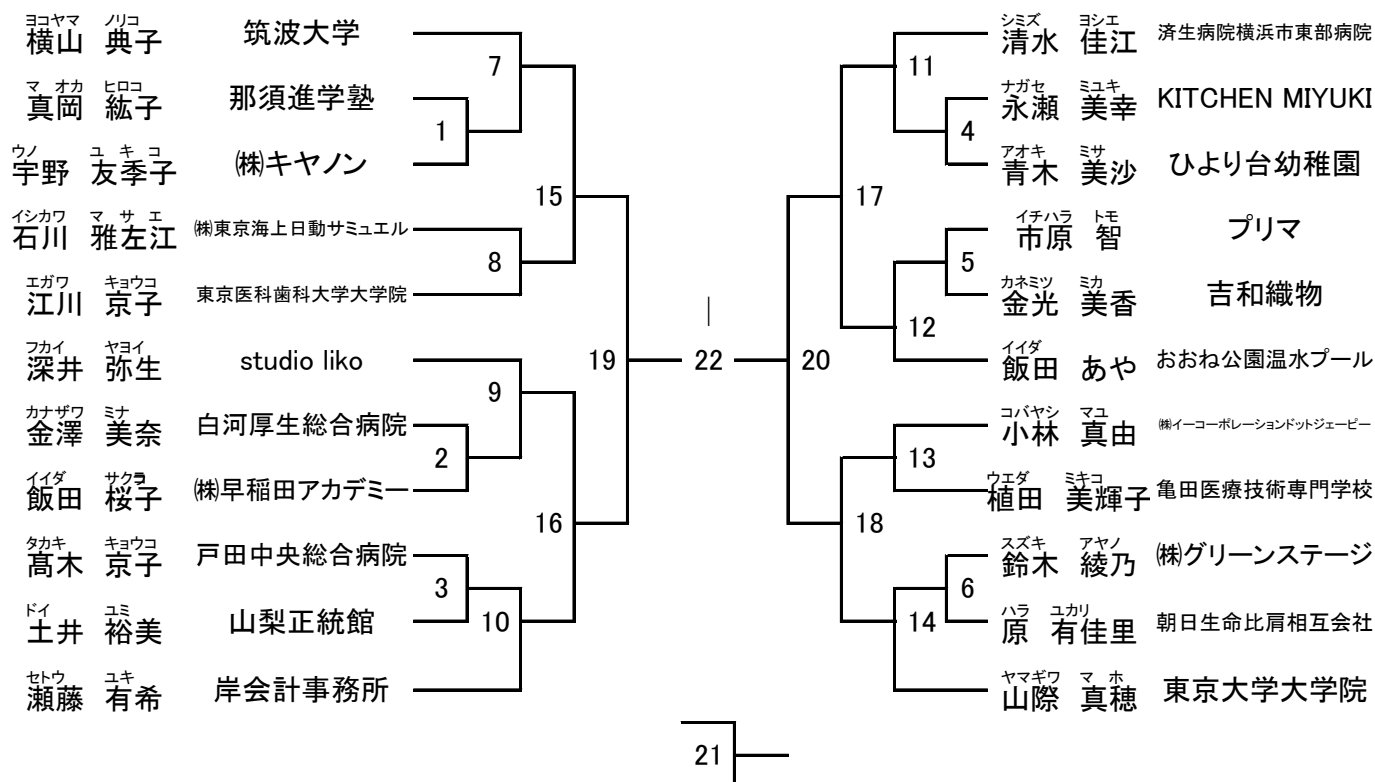 ヨコヤマ ノリコ
横山 典子 筑波大学
マ オカ ヒロコ
真岡 紘子 那須進学塾
ウノ ユ キ コ
宇野 友季子 ㈱キヤノン
イシカワ マ サ エ
石川 雅左江 ㈱東京海上日動サミュエル
エガワ キョウコ
江川 京子 東京医科歯科大学大学院
フカイ ヤヨイ
深井 弥生 studio liko
カナザワ ミナ
金澤 美奈 白河厚生総合病院
イイダ サクラ
飯田 桜子 ㈱早稲田アカデミー
タカキ キョウコ
髙木 京子 戸田中央総合病院
ドイ ユミ
土井 裕美 山梨正統館
セトウ ユキ
瀬藤 有希 岸会計事務所
7
1
15
8
19
9
2
16
3
10
22
21
20
17
11
4
5
12
18
13
6
14
シミズ ヨシエ
清水 佳江 済生病院横浜市東部病院
ナガセ ミユキ
永瀬 美幸 KITCHEN MIYUKI
アオキ ミサ
青木 美沙 ひより台幼稚園
イチハラ トモ
市原 智 プリマ
カネミツ ミカ
金光 美香 吉和織物
イイダ
飯田 あや おおね公園温水プール
コバヤシ マユ
小林 真由 ㈱イーコーポレーションドットジェーピー
ウエダ ミキコ
植田 美輝子 亀田医療技術専門学校
スズキ アヤノ
鈴木 綾乃 ㈱グリーンステージ
ハラ ユカリ
原 有佳里 朝日生命比肩相互会社
ヤマギワ マ ホ
山際 真穂 東京大学大学院